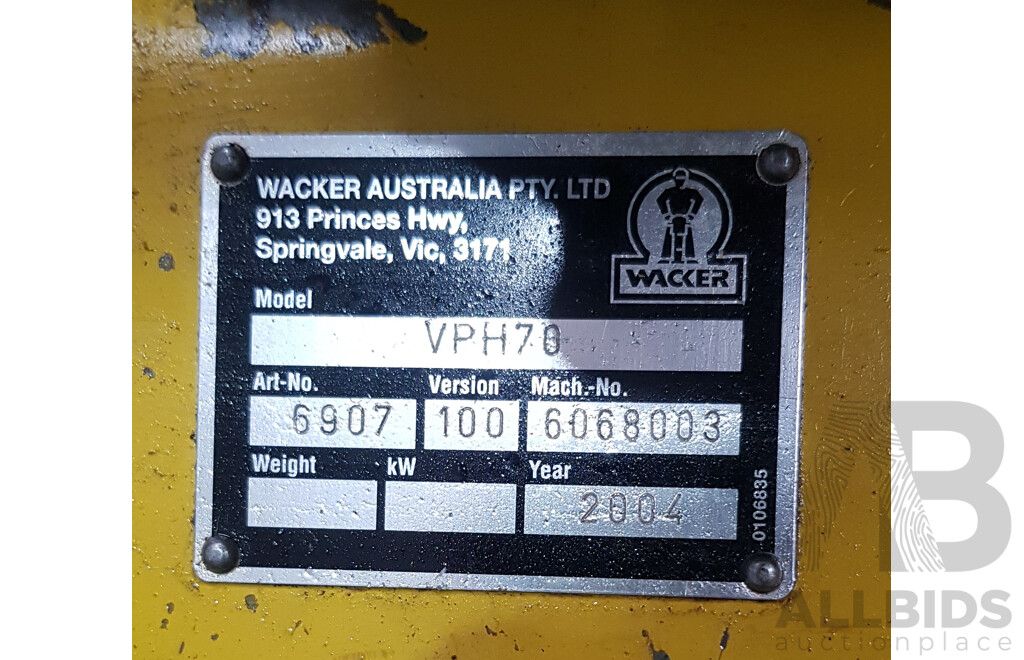 WACKER AUSTRALIA PTY. LTD
913 Princes Hwy,
Springvale, Vic, 3171
WACKER
Model
VPH70
Art-No. Version Mach.-No.
6907 100 6068003
Weight kW Year
2004
0106835
AB
ALLBIDS
auctionplace